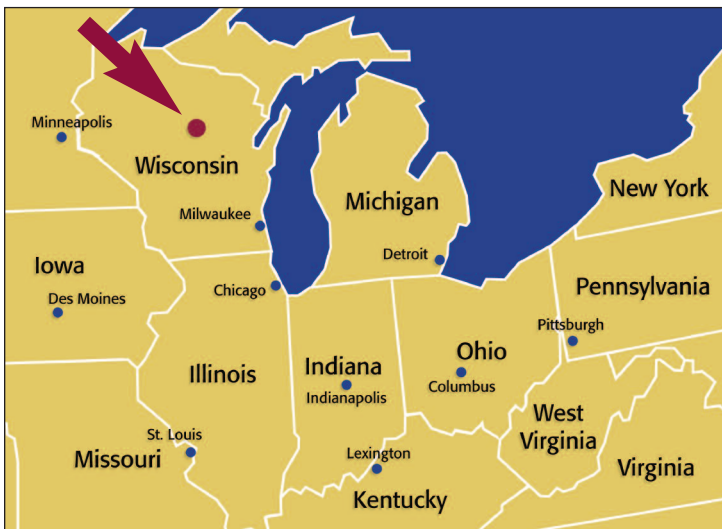 Minneapolis
Wisconsin
New York
Michigan
Milwaukee
Detroit
Iowa
Chicago
Pennsylvania
Des Moines
Pittsburgh
Ohio
Indiana
Illinois
Columbus
Indianapolis
West
Virginia
St. Louis
Lexington
Missouri
Virginia
Kentucky